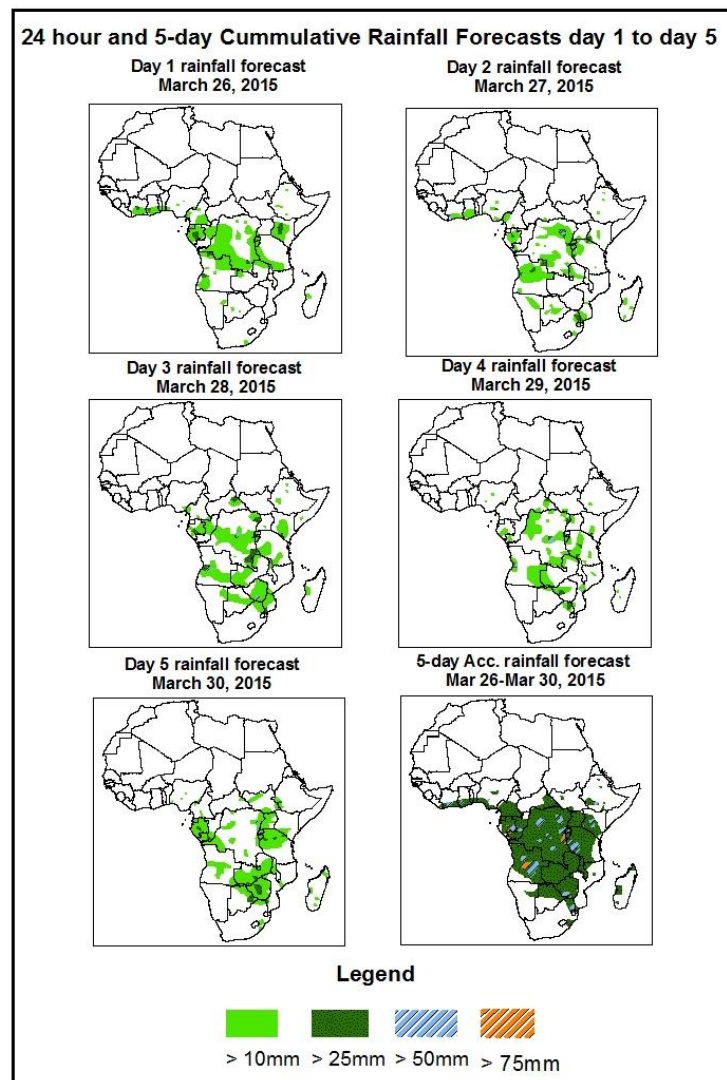 24 hour and 5-day Cummulative Rainfall Forecasts day 1 to day 5
Day 1 rainfall forecast
March 26, 2015
Day 2 rainfall forecast
March 27, 2015
Day 3 rainfall forecast
March 28, 2015
Day 4 rainfall forecast
March 29, 2015
Day 5 rainfall forecast
March 30, 2015
5-day Acc. rainfall forecast
Mar 26-Mar 30, 2015
Legend
> 10mm > 25mm > 50mm > 75mm